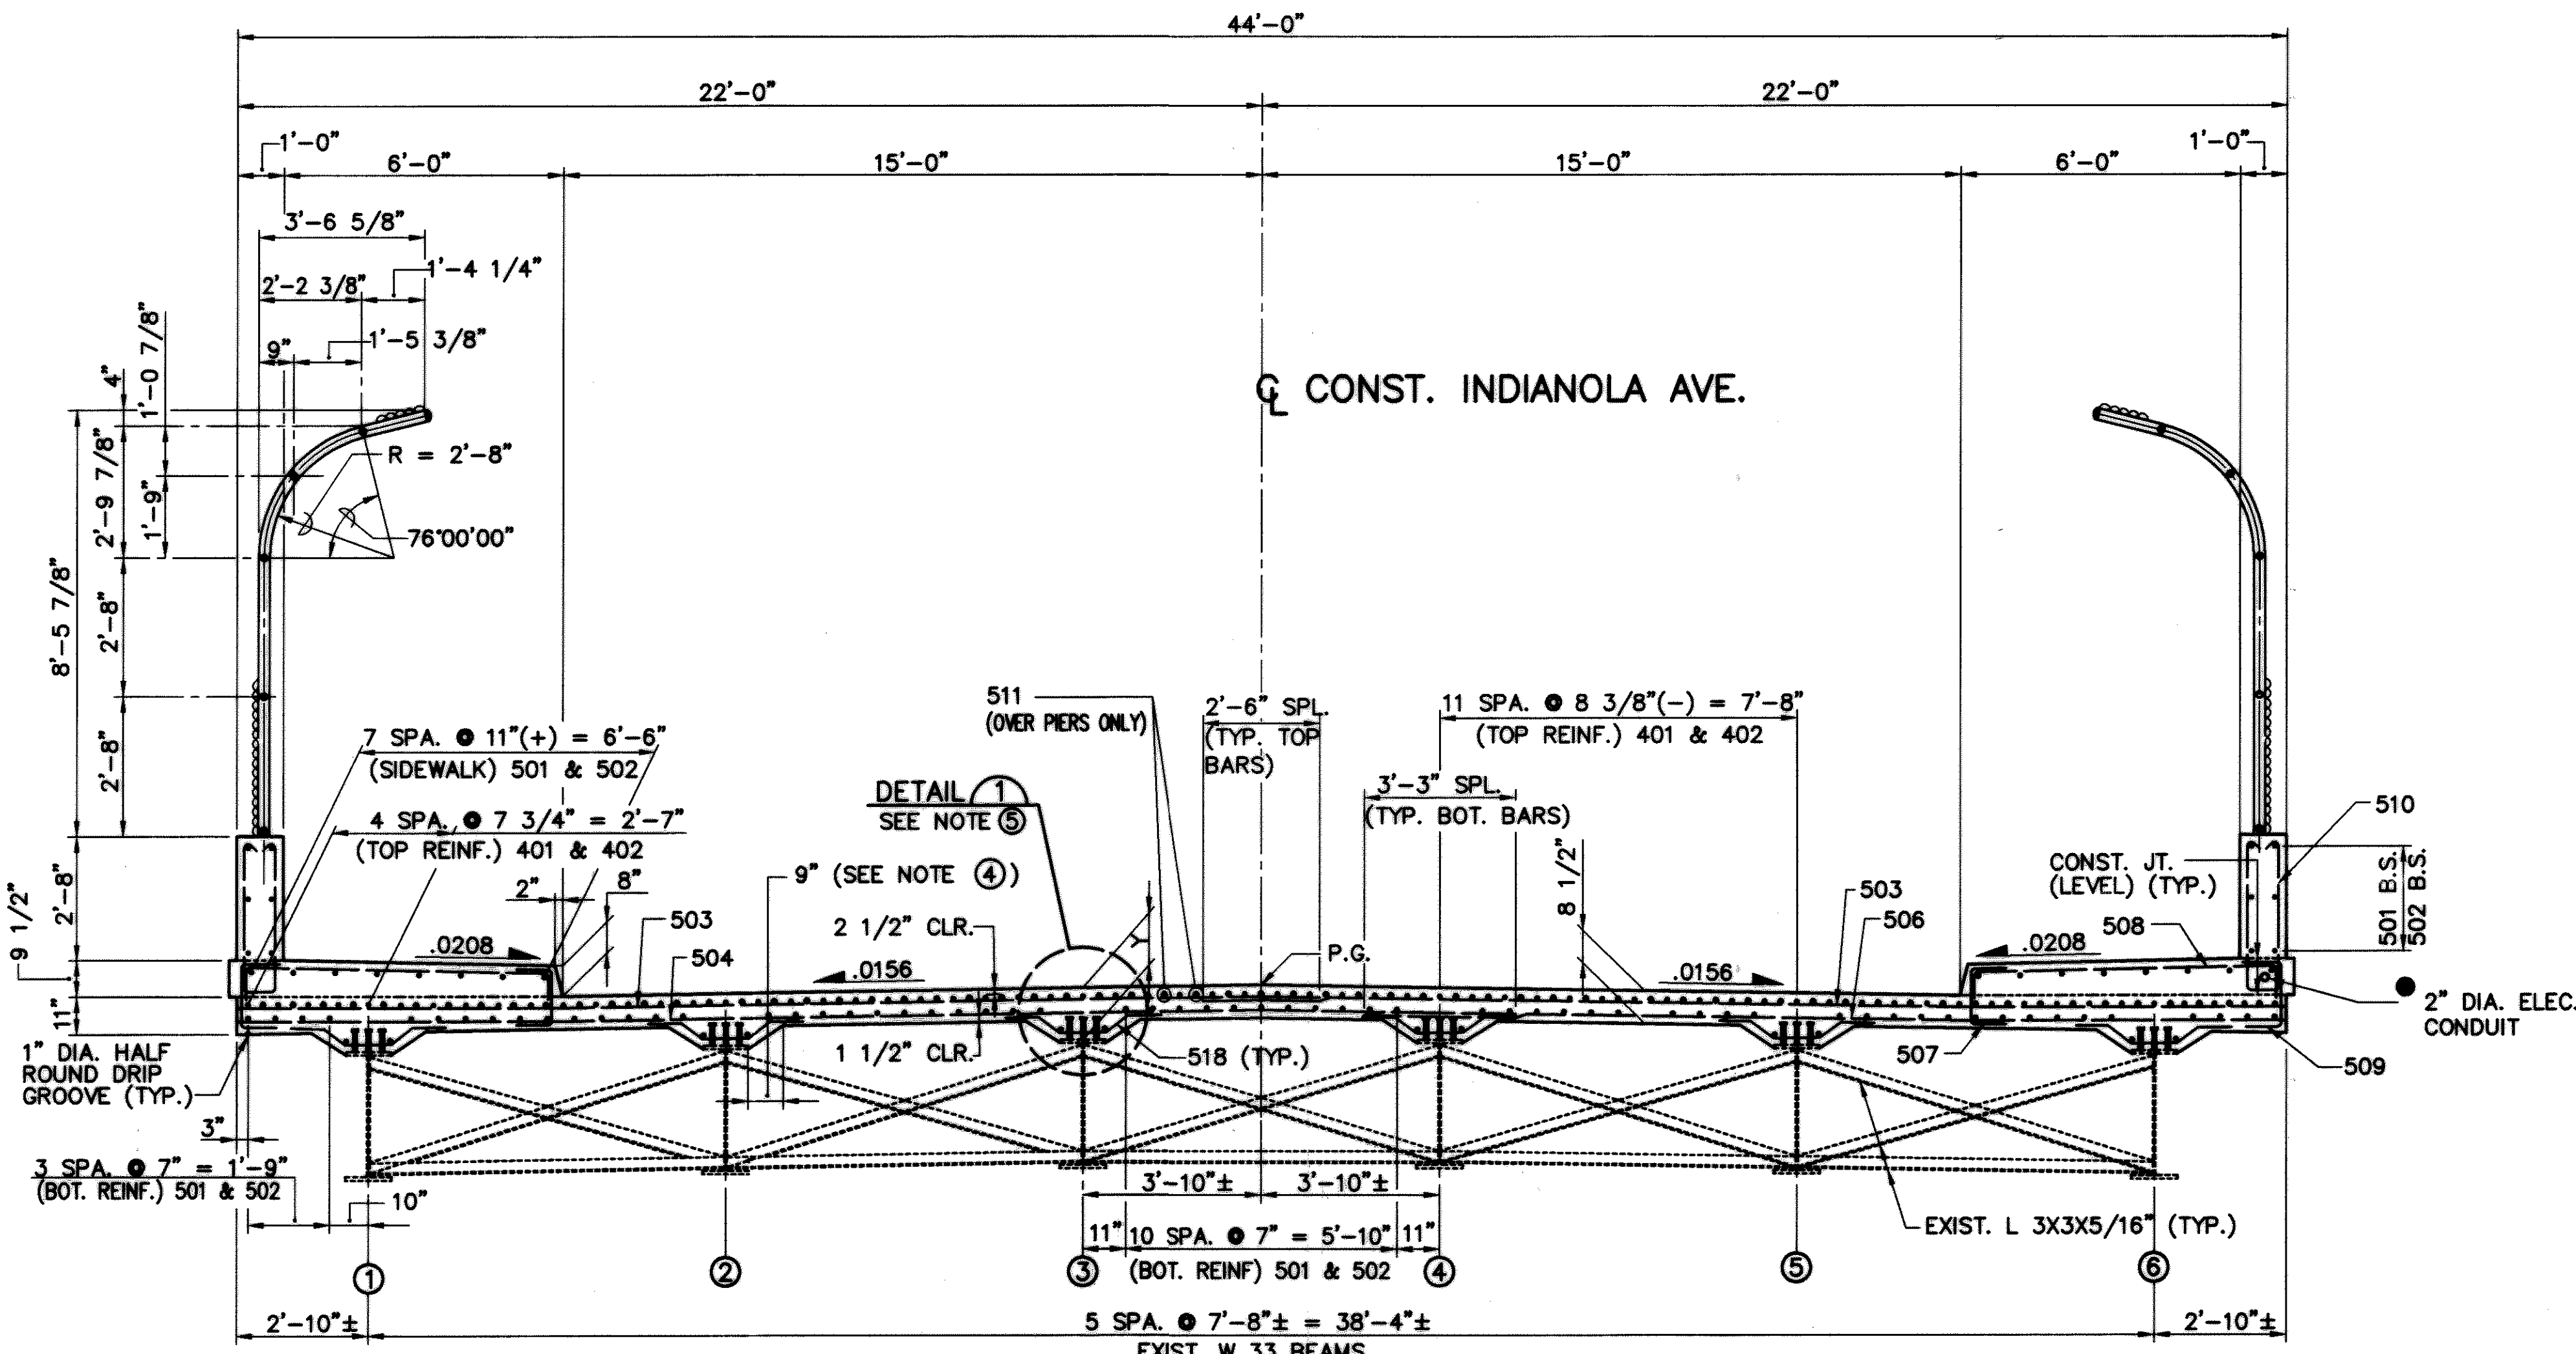 44'-0"
22'-0"
22'-0"
1'-0"
6'-0"
15'-0"
15'-0"
6'-0"
1'-0"
3'-6 5/8"
1'-4 1/4"
2'-2 3/8"
1'-5 3/8"
9"
4"
1'-0 7/8"
2'-9 7/8"
1'-9"
R = 2'-8"
76°00'00"
8'-5 7/8"
2'-8"
2'-8"
2'-8"
9 1/2"
11"
℄ CONST. INDIANOLA AVE.
7 SPA. @ 11"(+) = 6'-6"
(SIDEWALK) 501 & 502
4 SPA. @ 7 3/4" = 2'-7"
(TOP REINF.) 401 & 402
2"
8"
9" (SEE NOTE 4)
503
504
.0208
.0156
2 1/2" CLR.
1 1/2" CLR.
DETAIL 1
SEE NOTE 5
511
(OVER PIERS ONLY)
2'-6" SPL.
(TYP. TOP
BARS)
11 SPA. @ 8 3/8"(-) = 7'-8"
(TOP REINF.) 401 & 402
3'-3" SPL.
(TYP. BOT. BARS)
Y
P.G.
8 1/2"
.0156
503
506
518 (TYP.)
CONST. JT.
(LEVEL) (TYP.)
508
.0208
510
501 B.S.
502 B.S.
2" DIA. ELEC.
CONDUIT
507
509
1" DIA. HALF
ROUND DRIP
GROOVE (TYP.)
3"
3 SPA. @ 7" = 1'-9"
(BOT. REINF.) 501 & 502
10"
3'-10"±
3'-10"±
11"
10 SPA. @ 7" = 5'-10"
11"
(BOT. REINF) 501 & 502
EXIST. L 3X3X5/16" (TYP.)
1
2
3
4
5
6
2'-10"±
5 SPA. @ 7'-8"± = 38'-4"±
2'-10"±
EXIST. W 33 BEAMS